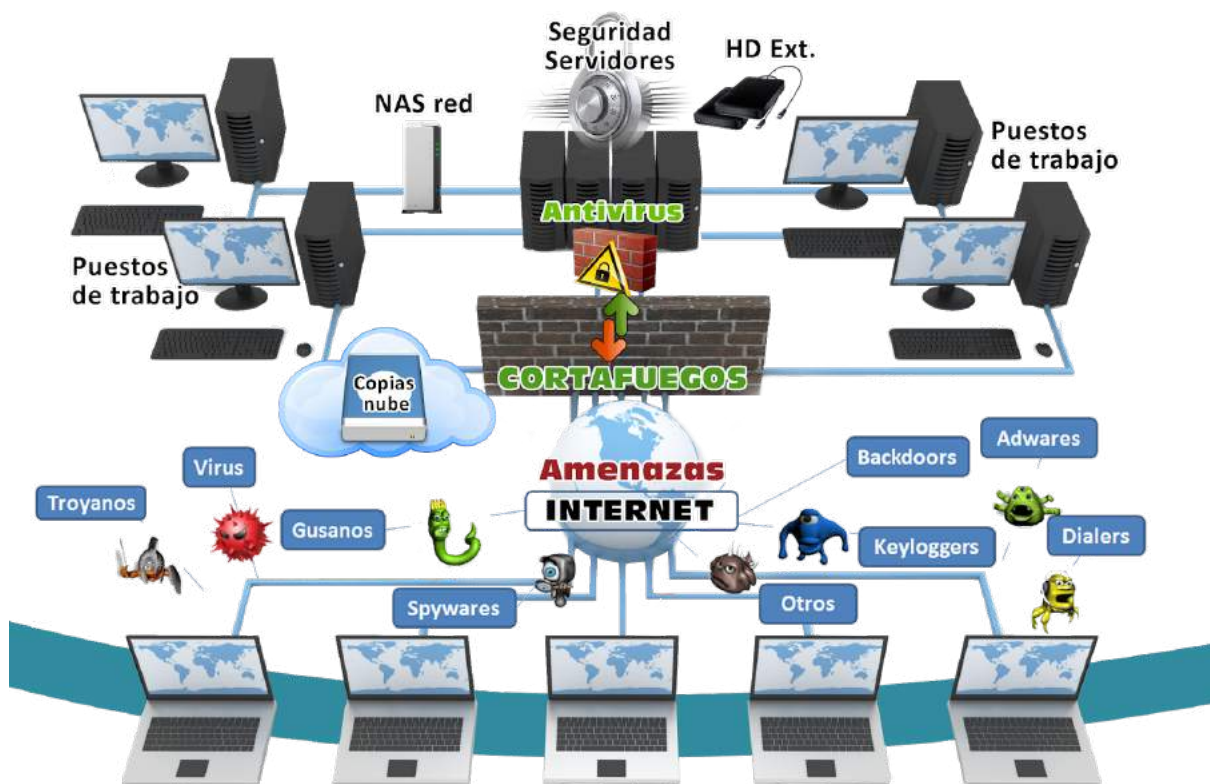 Seguridad
Servidores
HD Ext.
NAS red
Puestos
de trabajo
Antivirus
Puestos
de trabajo
Copias
nube
CORTAFUEGOS
Amenazas
INTERNET
Backdoors
Adwares
Virus
Troyanos
Gusanos
Keyloggers
Dialers
Spywares
Otros